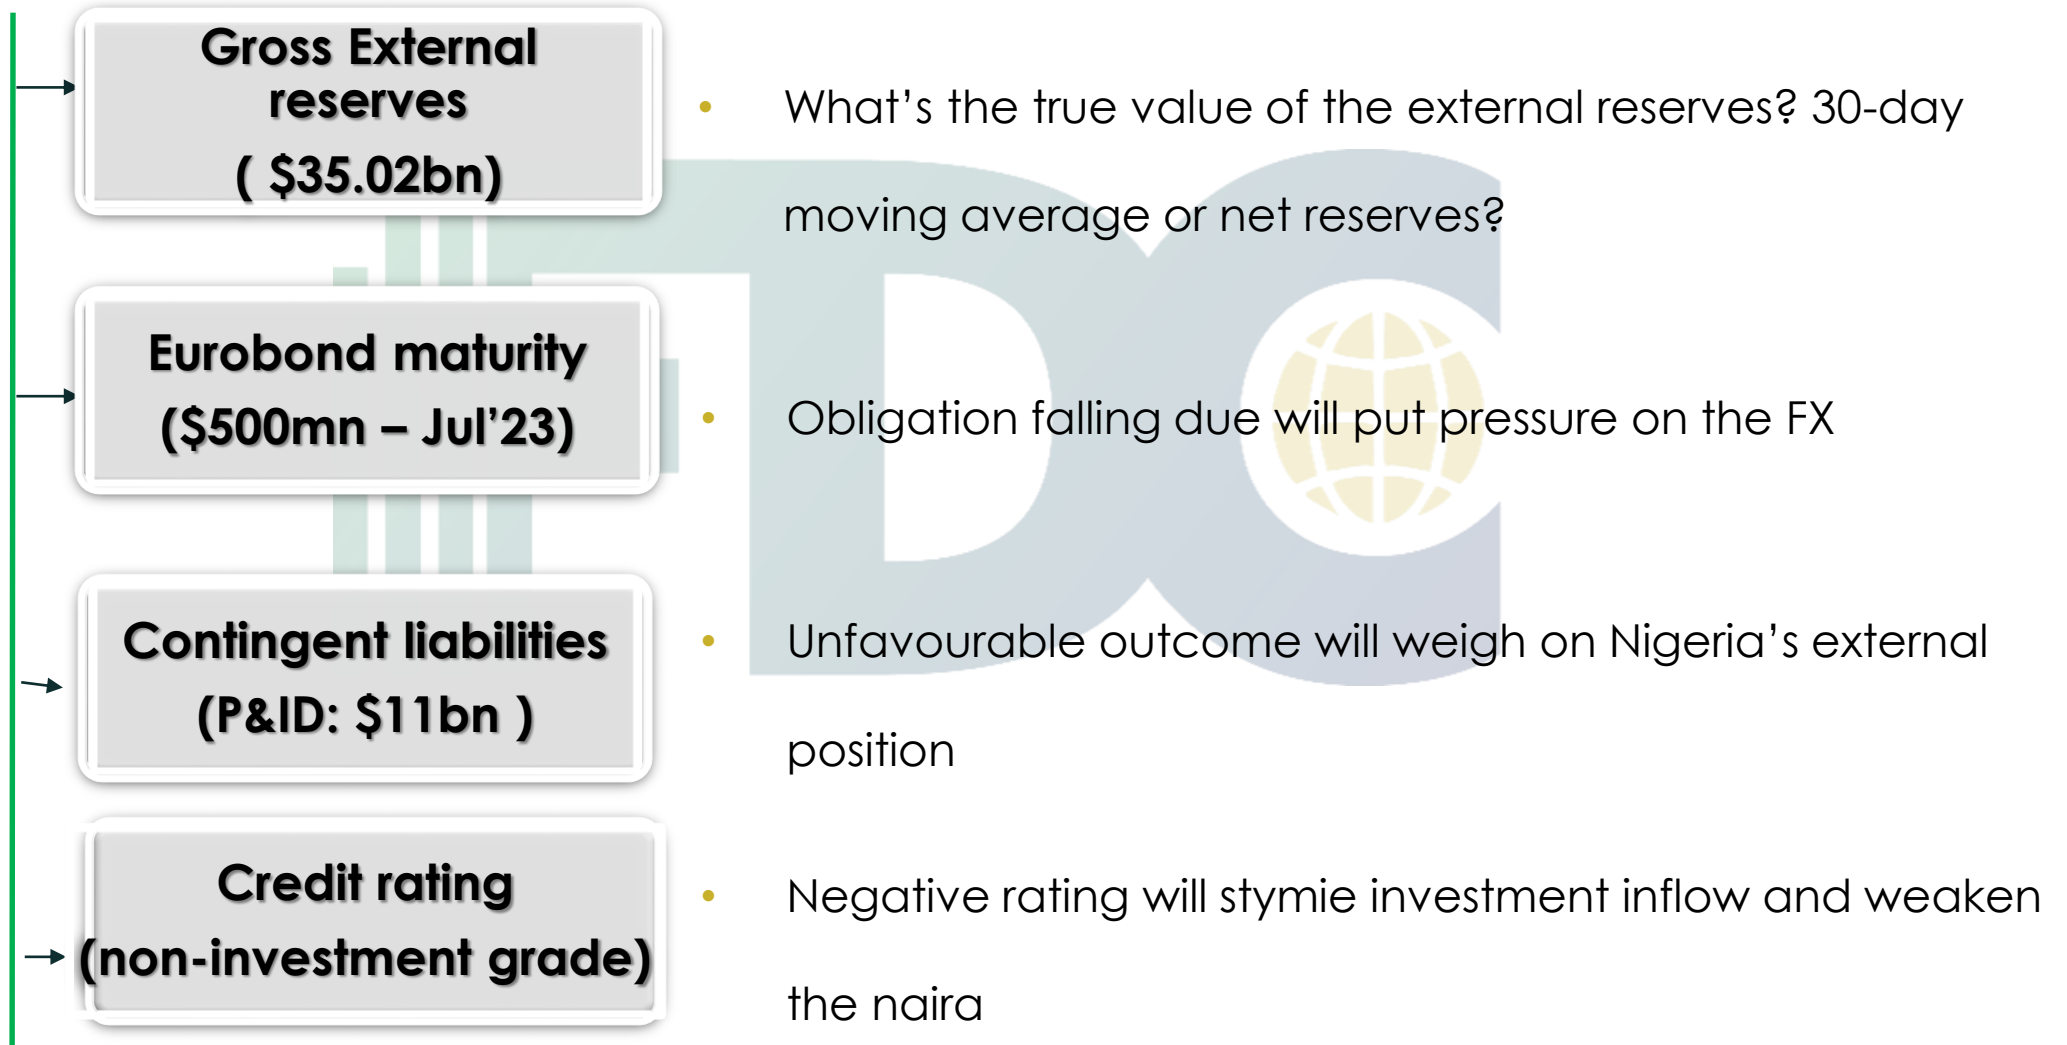 Gross External
reserves
( $35.02bn)
• What’s the true value of the external reserves? 30-day
moving average or net reserves?
Eurobond maturity
($500mn – Jul’23)
• Obligation falling due will put pressure on the FX
Contingent liabilities
(P&ID: $11bn )
• Unfavourable outcome will weigh on Nigeria’s external
position
Credit rating
(non-investment grade)
• Negative rating will stymie investment inflow and weaken
the naira
FDC